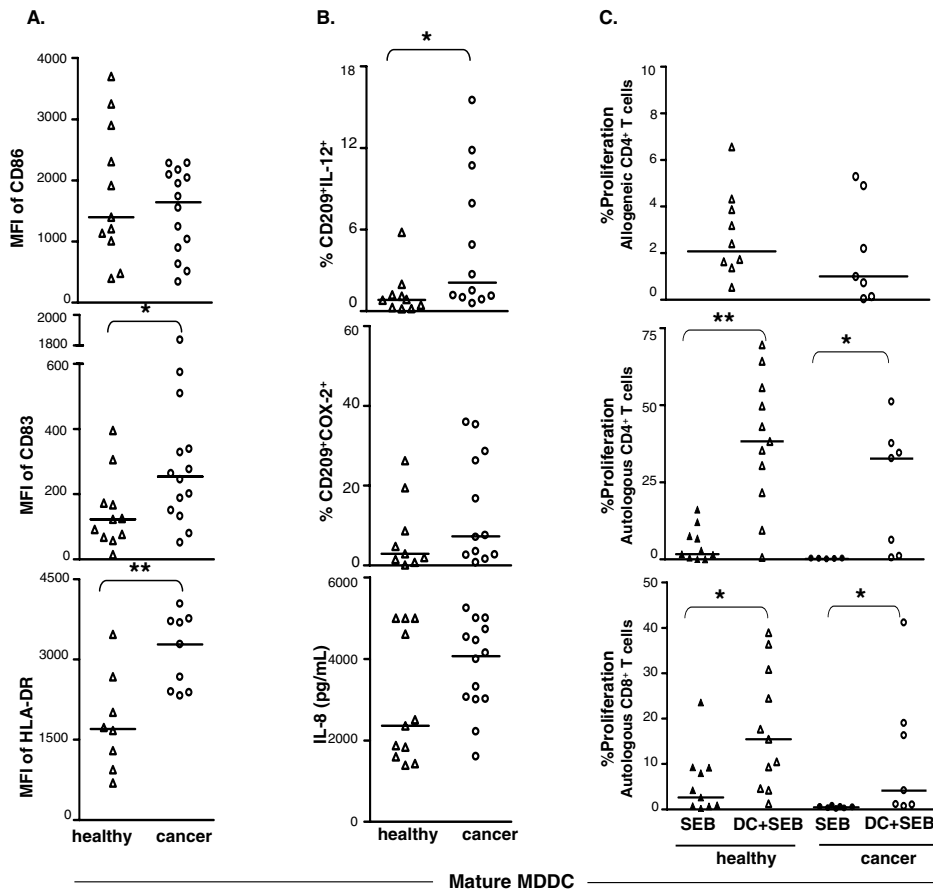 A.
B.
C.
MFI of CD86
4000
3000
2000
1000
0
MFI of CD83
2000
1800
600
400
200
0
*
MFI of HLA-DR
4500
3000
1500
0
**
healthy cancer
% CD209+IL-12+
18
12
6
0
*
% CD209+COX-2+
60
40
20
0
IL-8 (pg/mL)
6000
4000
2000
0
healthy cancer
%Proliferation
Allogeneic CD4+ T cells
10
8
6
4
2
0
%Proliferation
Autologous CD4+ T cells
75
50
25
0
**
*
%Proliferation
Autologous CD8+ T cells
50
40
30
20
10
0
*
*
SEB DC+SEB SEB DC+SEB
healthy cancer
Mature MDDC